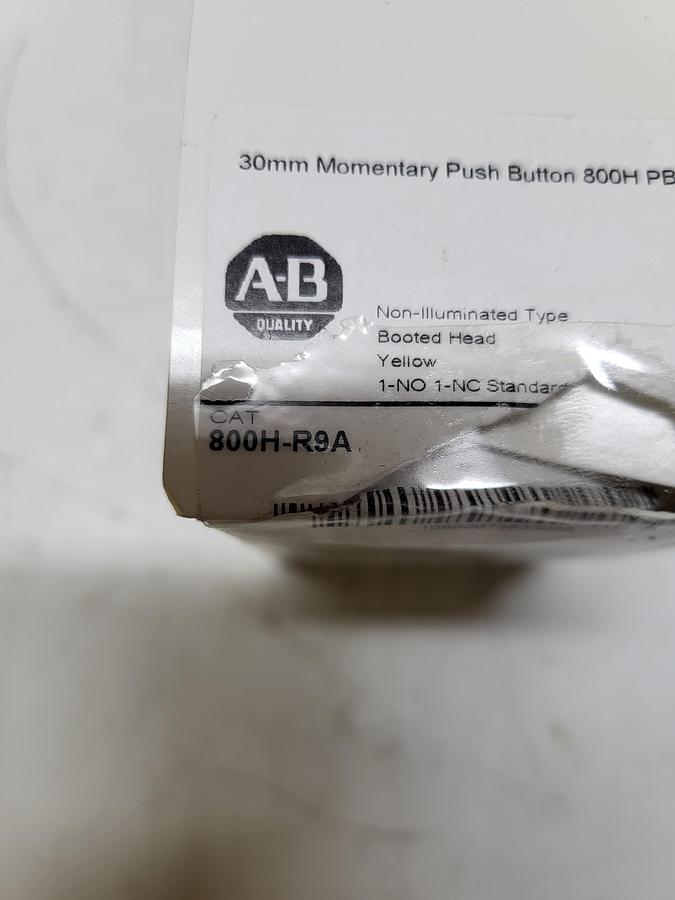 30mm Momentary Push Button 800H PB
A-B
QUALITY
Non-Illuminated Type
Booted Head
Yellow
1-NO 1-NC Standard
CAT
800H-R9A